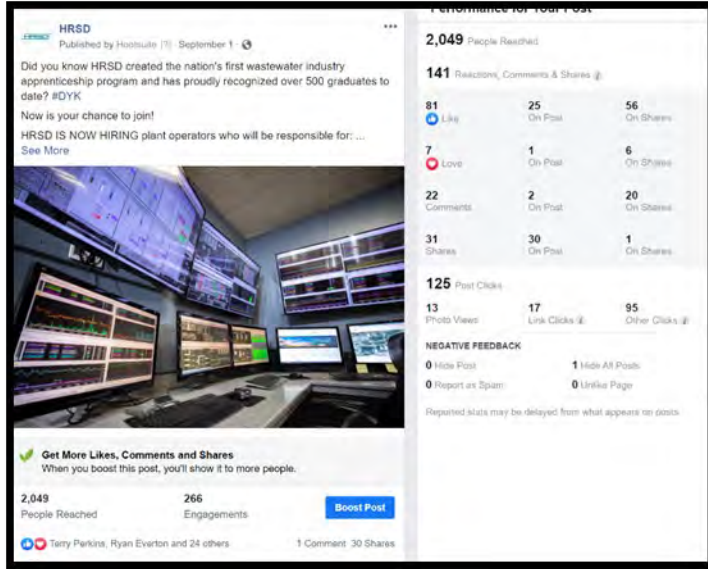 HRSD
HRSD
Published by Hootsuite [?] · September 1 ·
Did you know HRSD created the nation's first wastewater industry
apprenticeship program and has proudly recognized over 500 graduates to
date? #DYK
Now is your chance to join!
HRSD IS NOW HIRING plant operators who will be responsible for: ...
See More
Get More Likes, Comments and Shares
When you boost this post, you'll show it to more people.
2,049 266
People Reached Engagements
Boost Post
Terry Perkins, Ryan Everton and 24 others 1 Comment 30 Shares
Performance for Your Post
2,049 People Reached
141 Reactions, Comments & Shares
81 25 56
Like On Post On Shares
7 1 6
Love On Post On Shares
22 2 20
Comments On Post On Shares
31 30 1
Shares On Post On Shares
125 Post Clicks
13 17 95
Photo Views Link Clicks Other Clicks
NEGATIVE FEEDBACK
0 Hide Post 1 Hide All Posts
0 Report as Spam 0 Unlike Page
Reported stats may be delayed from what appears on posts